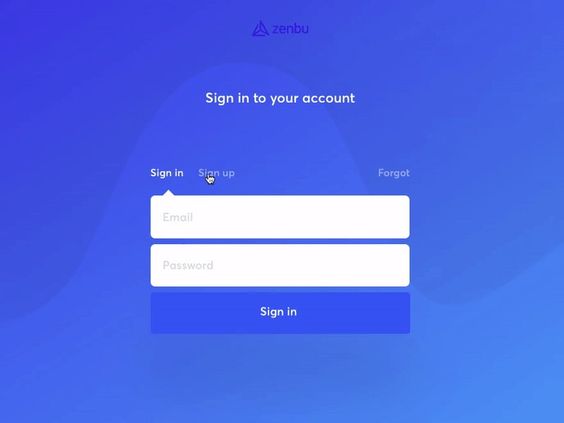 zenbu
Sign in to your account
Sign in Sign up Forgot
Email
Password
Sign in